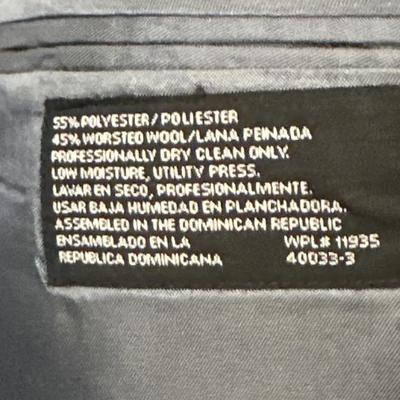 55% POLYESTER/POLIESTER
45% WORSTED WOOL/LANA PEINADA
PROFESSIONALLY DRY CLEAN ONLY.
LOW MOISTURE, UTILITY PRESS.
LAVAR EN SECO, PROFESIONALMENTE.
USAR BAJA HUMEDAD EN PLANCHADORA.
ASSEMBLED IN THE DOMINICAN REPUBLIC
ENSAMBLADO EN LA WPL# 11935
REPUBLICA DOMINICANA 40033-3